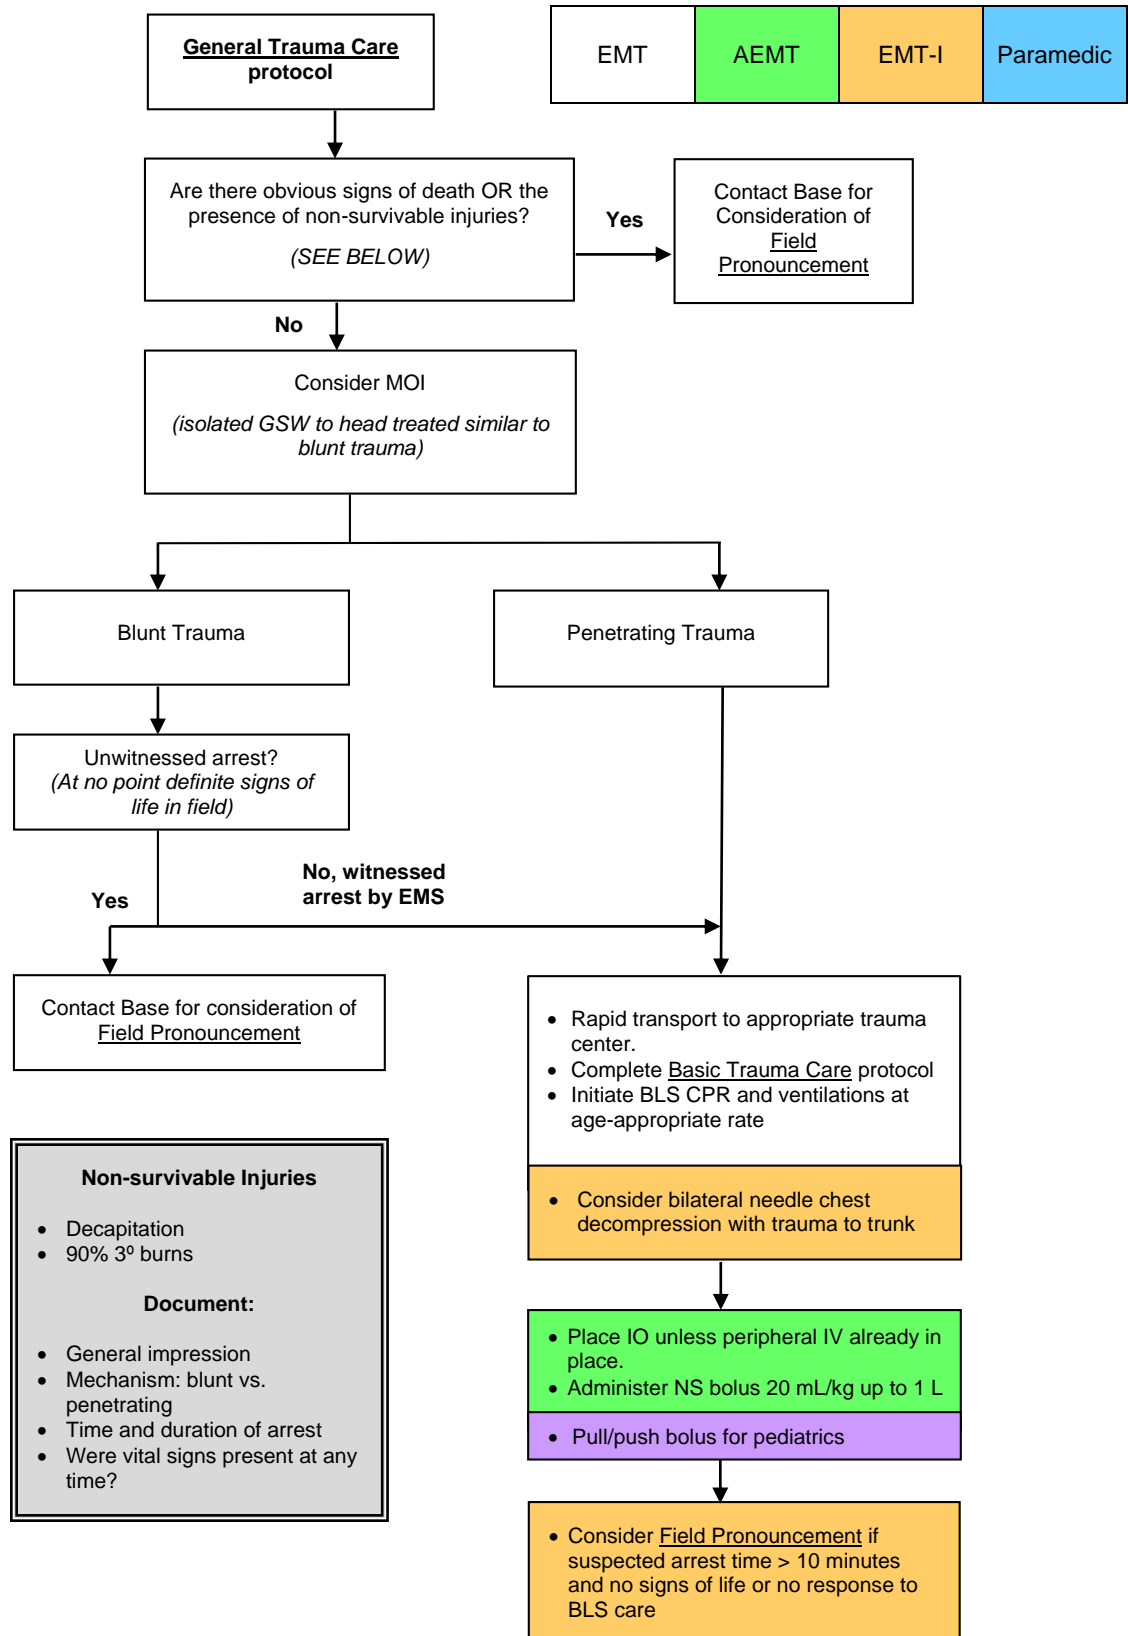 General Trauma Care
protocol
EMT
AEMT
EMT-I
Paramedic
Are there obvious signs of death OR the
presence of non-survivable injuries?
(SEE BELOW)
Yes
Contact Base for
Consideration of
Field
Pronouncement
No
Consider MOI
(isolated GSW to head treated similar to
blunt trauma)
Blunt Trauma
Penetrating Trauma
Unwitnessed arrest?
(At no point definite signs of
life in field)
No, witnessed
arrest by EMS
Yes
Contact Base for consideration of
Field Pronouncement
• Rapid transport to appropriate trauma
center.
• Complete Basic Trauma Care protocol
• Initiate BLS CPR and ventilations at
age-appropriate rate
• Consider bilateral needle chest
decompression with trauma to trunk
Non-survivable Injuries
• Decapitation
• 90% 3º burns
Document:
• General impression
• Mechanism: blunt vs.
penetrating
• Time and duration of arrest
• Were vital signs present at any
time?
• Place IO unless peripheral IV already in
place.
• Administer NS bolus 20 mL/kg up to 1 L
• Pull/push bolus for pediatrics
• Consider Field Pronouncement if
suspected arrest time > 10 minutes
and no signs of life or no response to
BLS care